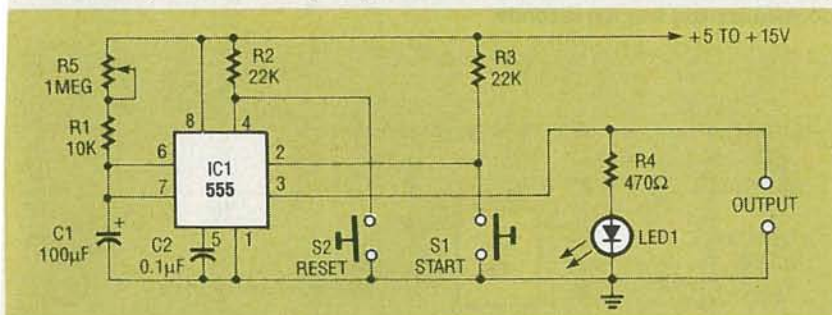 +5 TO +15V
R5
1MEG
R2
22K
R3
22K
R1
10K
8
4
6
7
IC1
555
2
3
R4
470Ω
OUTPUT
C1
100µF
+
C2
0.1µF
5
1
S2
RESET
S1
START
LED1